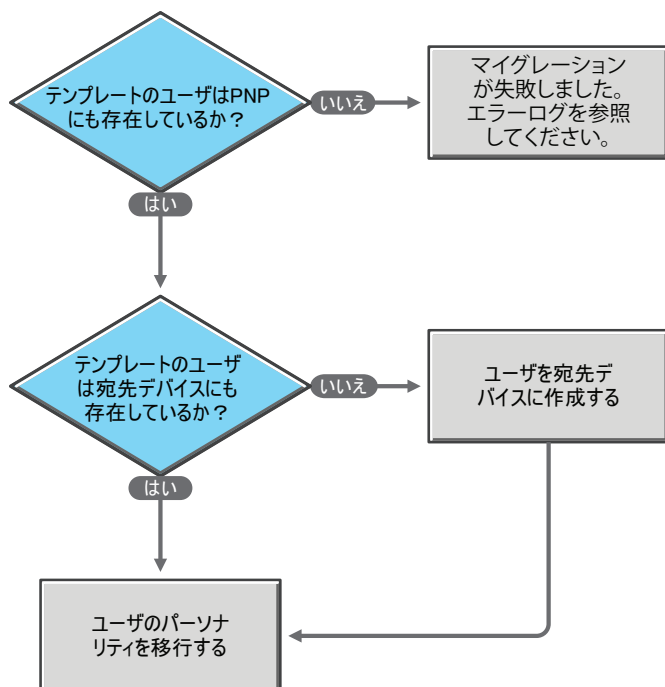 テンプレートのユーザはPNP
にも存在しているか？
いいえ
マイグレーション
が失敗しました。
エラーログを参照
してください。
はい
テンプレートのユーザ
は宛先デバイスにも
存在しているか？
いいえ
ユーザを宛先デ
バイスに作成する
はい
ユーザのパーソナ
リティを移行する